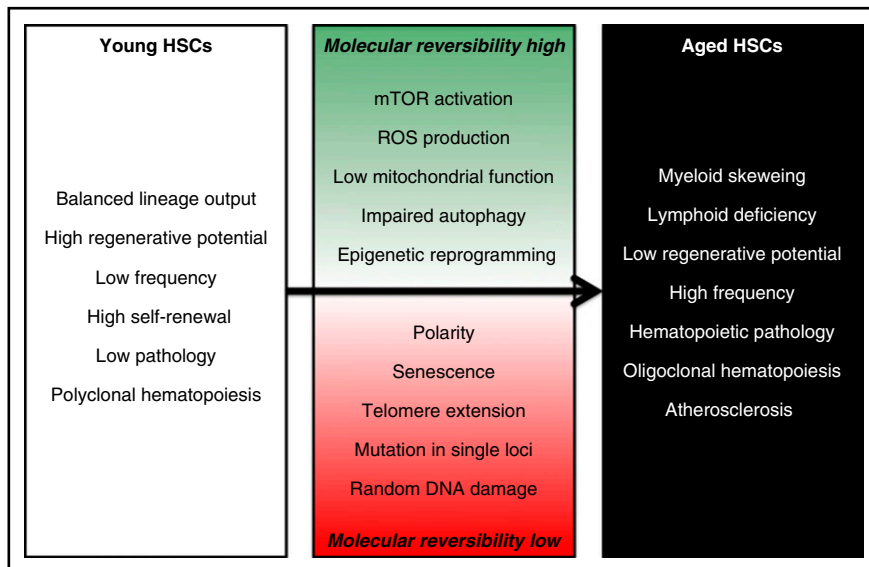 Young HSCs
Balanced lineage output
High regenerative potential
Low frequency
High self-renewal
Low pathology
Polyclonal hematopoiesis
Molecular reversibility high
mTOR activation
ROS production
Low mitochondrial function
Impaired autophagy
Epigenetic reprogramming
Polarity
Senescence
Telomere extension
Mutation in single loci
Random DNA damage
Molecular reversibility low
Aged HSCs
Myeloid skeweing
Lymphoid deficiency
Low regenerative potential
High frequency
Hematopoietic pathology
Oligoclonal hematopoiesis
Atherosclerosis